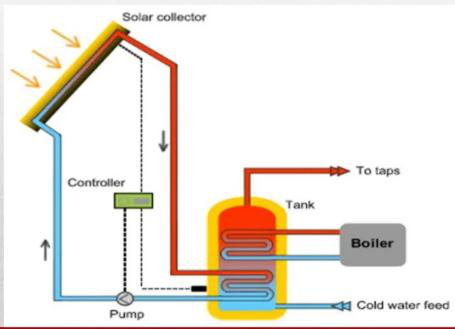 Solar collector
To taps
Controller
Tank
Boiler
Cold water feed
Pump